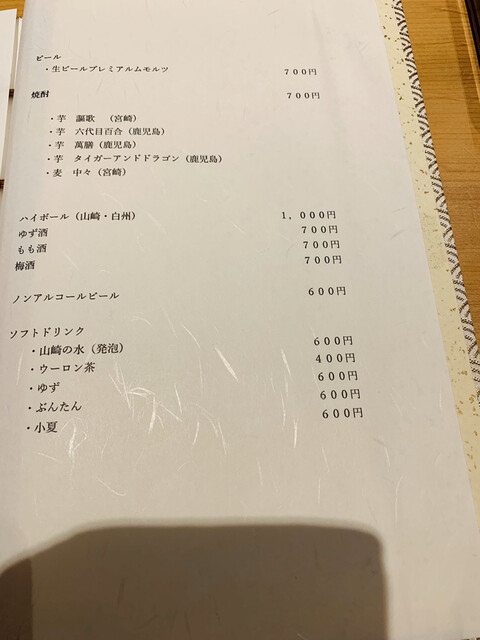 ビール
・生ビールプレミアルムモルツ 700円
焼酎 700円
・芋 謳歌 (宮崎)
・芋 六代目百合(鹿児島)
・芋 萬膳(鹿児島)
・芋 タイガーアンドドラゴン(鹿児島)
・麦 中々(宮崎)
ハイボール(山崎・白州) 1,000円
ゆず酒 700円
もも酒 700円
梅酒 700円
ノンアルコールビール 600円
ソフトドリンク
・山崎の水(発泡) 600円
・ウーロン茶 400円
・ゆず 600円
・ぶんたん 600円
・小夏 600円